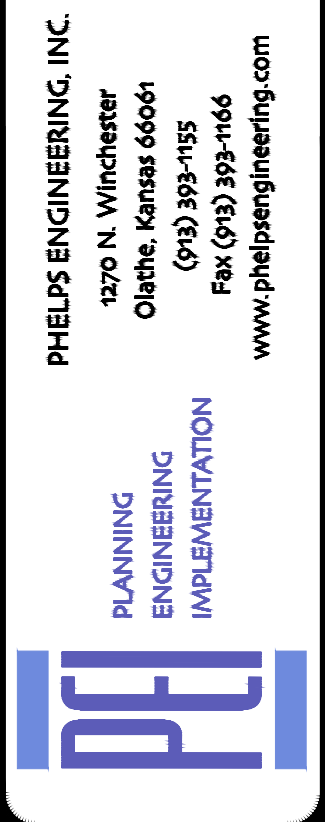 PEI
PLANNING
ENGINEERING
IMPLEMENTATION
PHELPS ENGINEERING, INC.
1270 N. Winchester
Olathe, Kansas 66061
(913) 393-1155
Fax (913) 393-1166
www.phelpsengineering.com